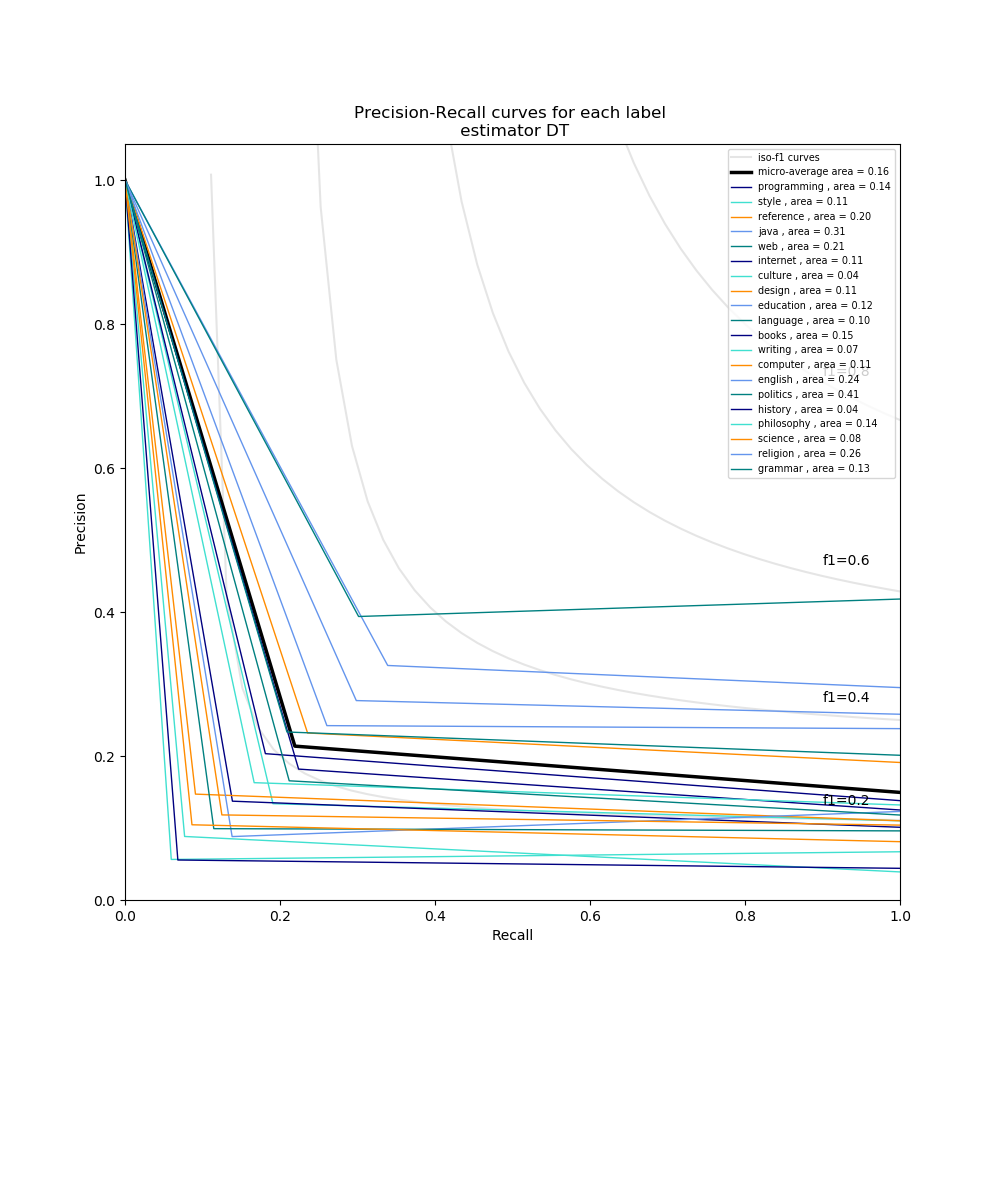 Precision-Recall curves for each label
estimator DT
iso-f1 curves
micro-average area = 0.16
programming , area = 0.14
style , area = 0.11
reference , area = 0.20
java , area = 0.31
web , area = 0.21
internet , area = 0.11
culture , area = 0.04
design , area = 0.11
education , area = 0.12
language , area = 0.10
books , area = 0.15
writing , area = 0.07
computer , area = 0.11
f1=0.8
english , area = 0.24
politics , area = 0.41
history , area = 0.04
philosophy , area = 0.14
science , area = 0.08
religion , area = 0.26
grammar , area = 0.13
1.0
0.8
0.6
0.4
0.2
0.0
Precision
f1=0.6
f1=0.4
f1=0.2
0.0 0.2 0.4 0.6 0.8 1.0
Recall